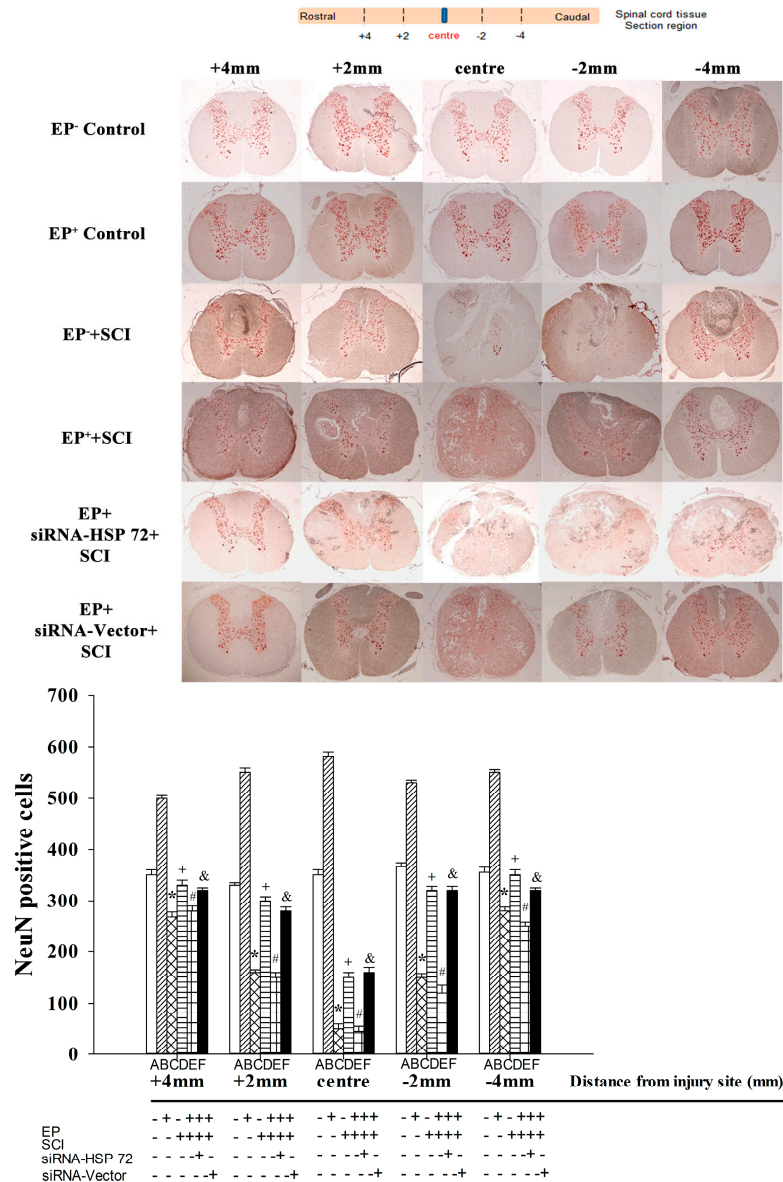 Rostral Caudal Spinal cord tissue
Section region
+4 +2 centre -2 -4
+4mm +2mm centre -2mm -4mm
EP- Control
EP+ Control
EP-+SCI
EP++SCI
EP+
siRNA-HSP 72+
SCI
EP+
siRNA-Vector+
SCI
NeuN positive cells
700
600
500
400
300
200
100
0
* + # &
* + # &
* + # &
* + # &
* + # &
ABCDEF ABCDEF ABCDEF ABCDEF ABCDEF
+4mm +2mm centre -2mm -4mm Distance from injury site (mm)
EP - + - + + + - + - + + + - + - + + + - + - + + + - + - + + +
SCI - - + + + + - - + + + + - - + + + + - - + + + + - - + + + +
siRNA-HSP 72 - - - - + - - - - - + - - - - - + - - - - - + - - - - - + -
siRNA-Vector - - - - - + - - - - - + - - - - - + - - - - - + - - - - - +